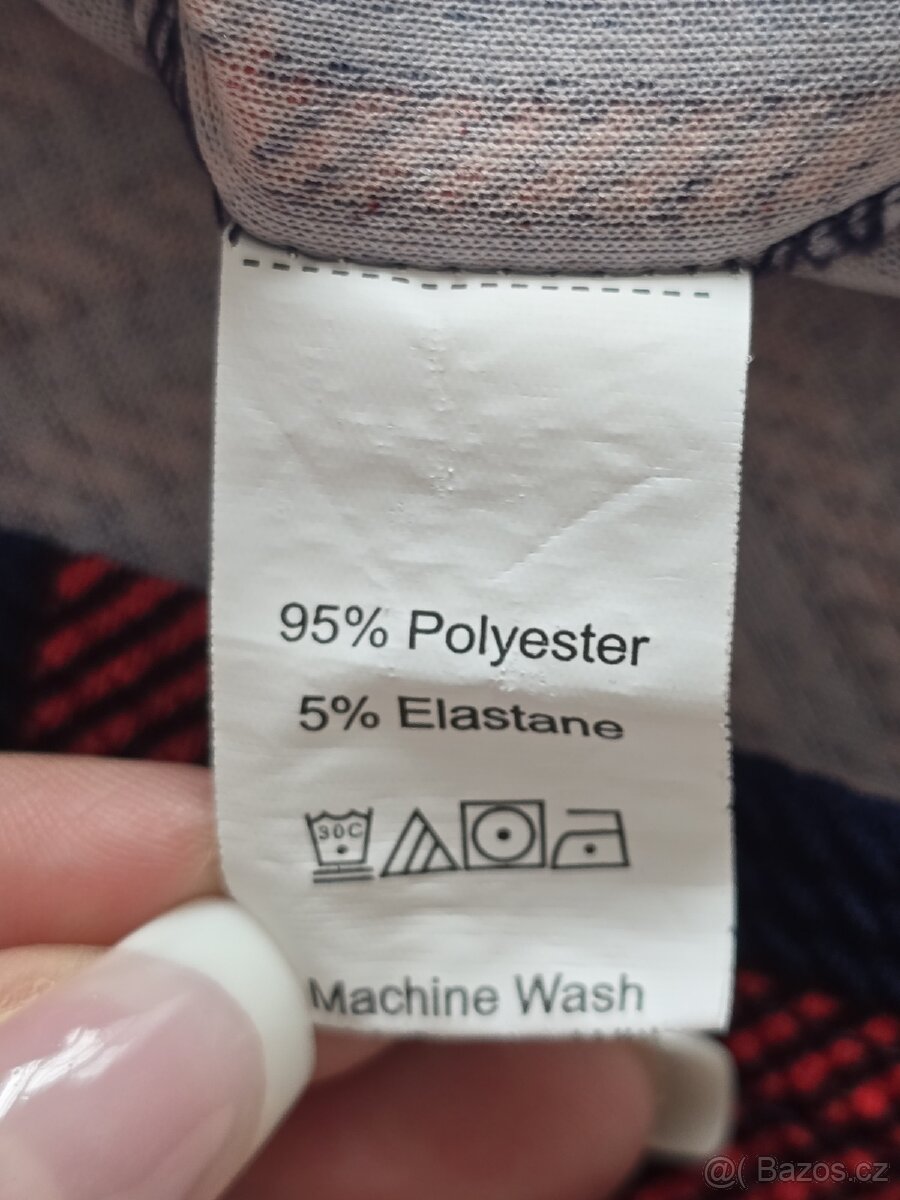 95% Polyester
5% Elastane
30C
Machine Wash
@( Bazos.cz